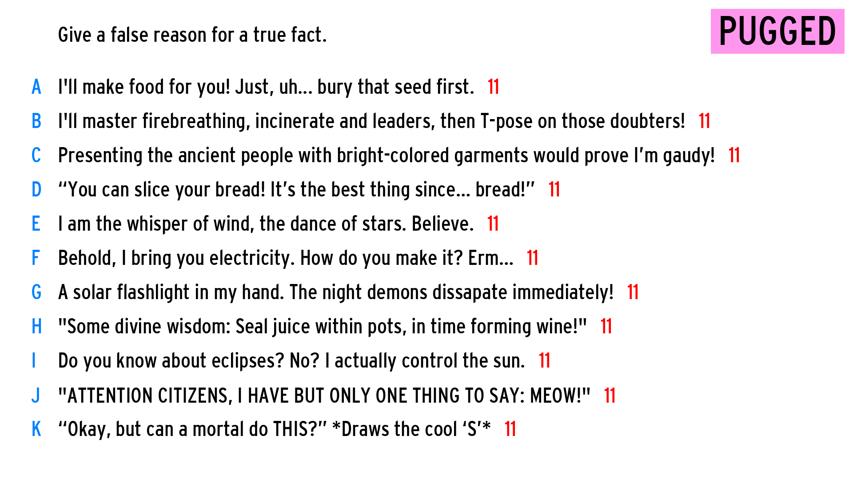 Give a false reason for a true fact.
PUGGED
A I'll make food for you! Just, uh... bury that seed first. 11
B I'll master firebreathing, incinerate and leaders, then T-pose on those doubters! 11
C Presenting the ancient people with bright-colored garments would prove I'm gaudy! 11
D “You can slice your bread! It's the best thing since... bread!” 11
E I am the whisper of wind, the dance of stars. Believe. 11
F Behold, I bring you electricity. How do you make it? Erm... 11
G A solar flashlight in my hand. The night demons dissapate immediately! 11
H "Some divine wisdom: Seal juice within pots, in time forming wine!" 11
I Do you know about eclipses? No? I actually control the sun. 11
J "ATTENTION CITIZENS, I HAVE BUT ONLY ONE THING TO SAY: MEOW!" 11
K “Okay, but can a mortal do THIS?” *Draws the cool ‘S’* 11